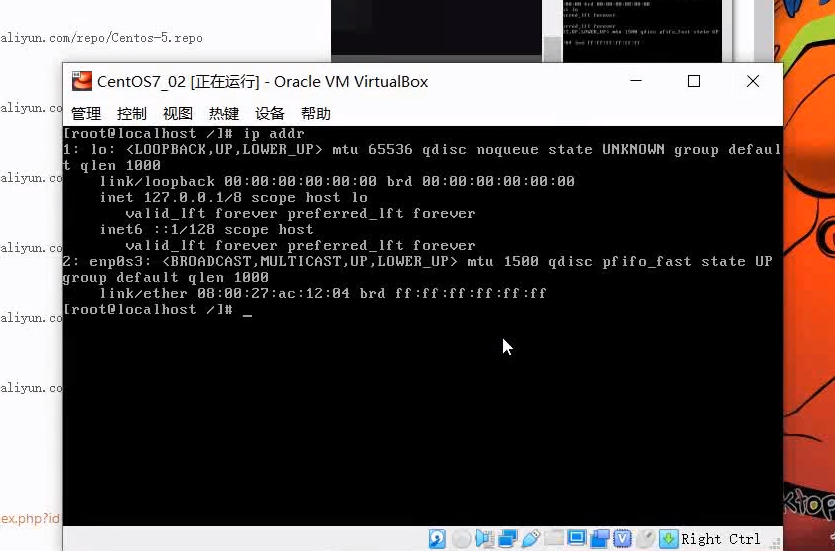 aliyun.com/repo/Centos-5.repo
aliyun.co
aliyun.co
aliyun.co
aliyun.co
aliyun.co
ex.php?id
CentOS7_02 [正在运行] - Oracle VM VirtualBox
管理 控制 视图 热键 设备 帮助
[root@localhost /]# ip addr
1: lo: <LOOPBACK,UP,LOWER_UP> mtu 65536 qdisc noqueue state UNKNOWN group defaul
t qlen 1000
link/loopback 00:00:00:00:00:00 brd 00:00:00:00:00:00
inet 127.0.0.1/8 scope host lo
valid_lft forever preferred_lft forever
inet6 ::1/128 scope host
valid_lft forever preferred_lft forever
2: enp0s3: <BROADCAST,MULTICAST,UP,LOWER_UP> mtu 1500 qdisc pfifo_fast state UP
group default qlen 1000
link/ether 08:00:27:ac:12:04 brd ff:ff:ff:ff:ff:ff
[root@localhost /]# _
Right Ctrl